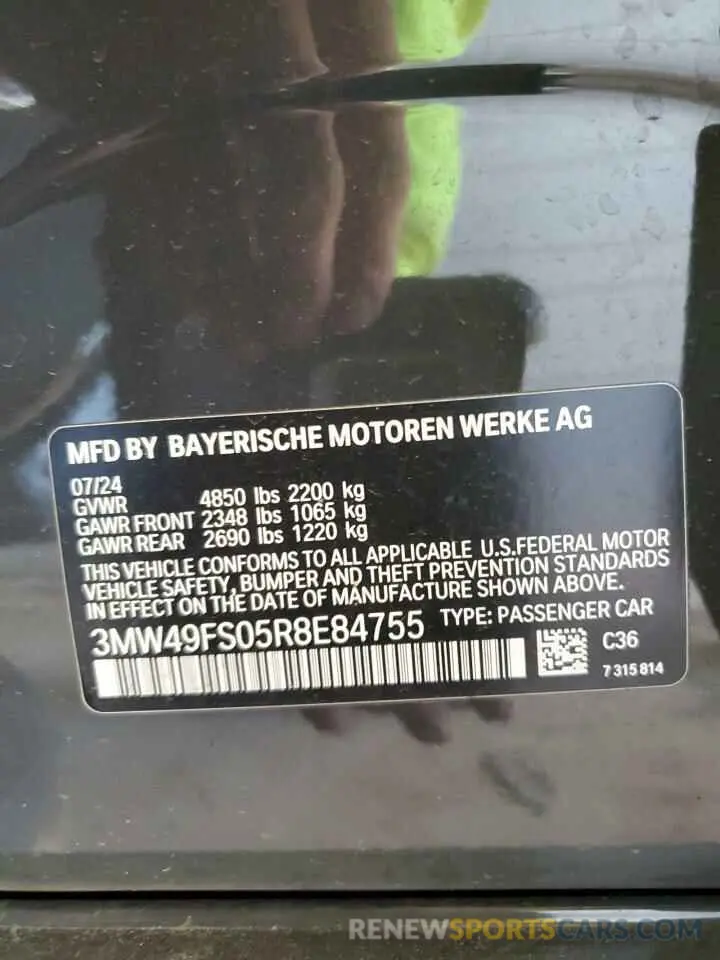 MFD BY BAYERISCHE MOTOREN WERKE AG
07/24
GVWR 4850 lbs 2200 kg
GAWR FRONT 2348 lbs 1065 kg
GAWR REAR 2690 lbs 1220 kg
THIS VEHICLE CONFORMS TO ALL APPLICABLE U.S.FEDERAL MOTOR
VEHICLE SAFETY, BUMPER AND THEFT PREVENTION STANDARDS
IN EFFECT ON THE DATE OF MANUFACTURE SHOWN ABOVE.
3MW49FS05R8E84755 TYPE: PASSENGER CAR
C36
7 315 814
RENEWSPORTSCARS.COM